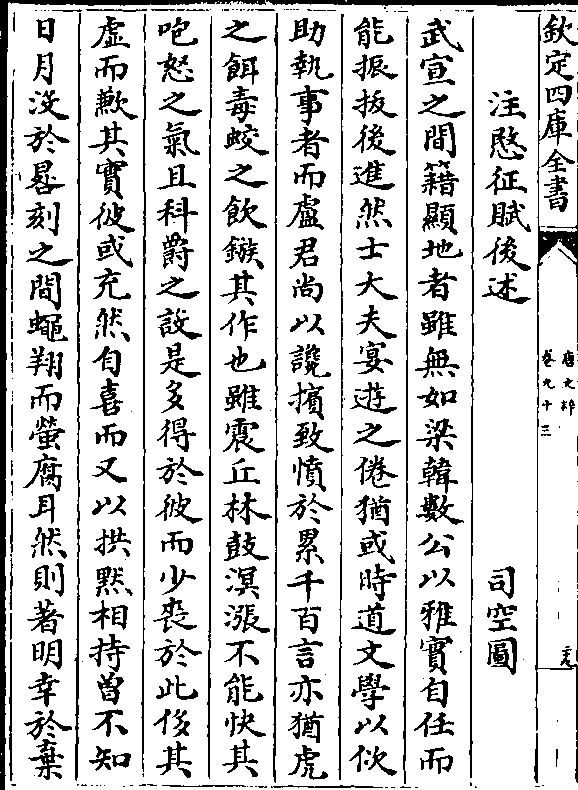 欽定四庫全書
唐文粹
卷九十三
注愍征賦後述
司空圖
武宣之間籍顯地者雖無如梁韓數公以雅實自任而
能振拔後進然士大夫宴遊之倦猶或時道文學以佽
助執事者而盧君尚以讒擯致憤於累千百言亦猶虎
之餌毒蛟之飲鏃其作也雖震丘林鼓溟漲不能快其
咆怒之氣且科爵之設是多得於彼而少喪於此侈其
虛而歉其實彼或充然自喜而又以拱默相持曾不知
日月沒於晷刻之間蠅翔而螢腐耳然則著明幸於棄